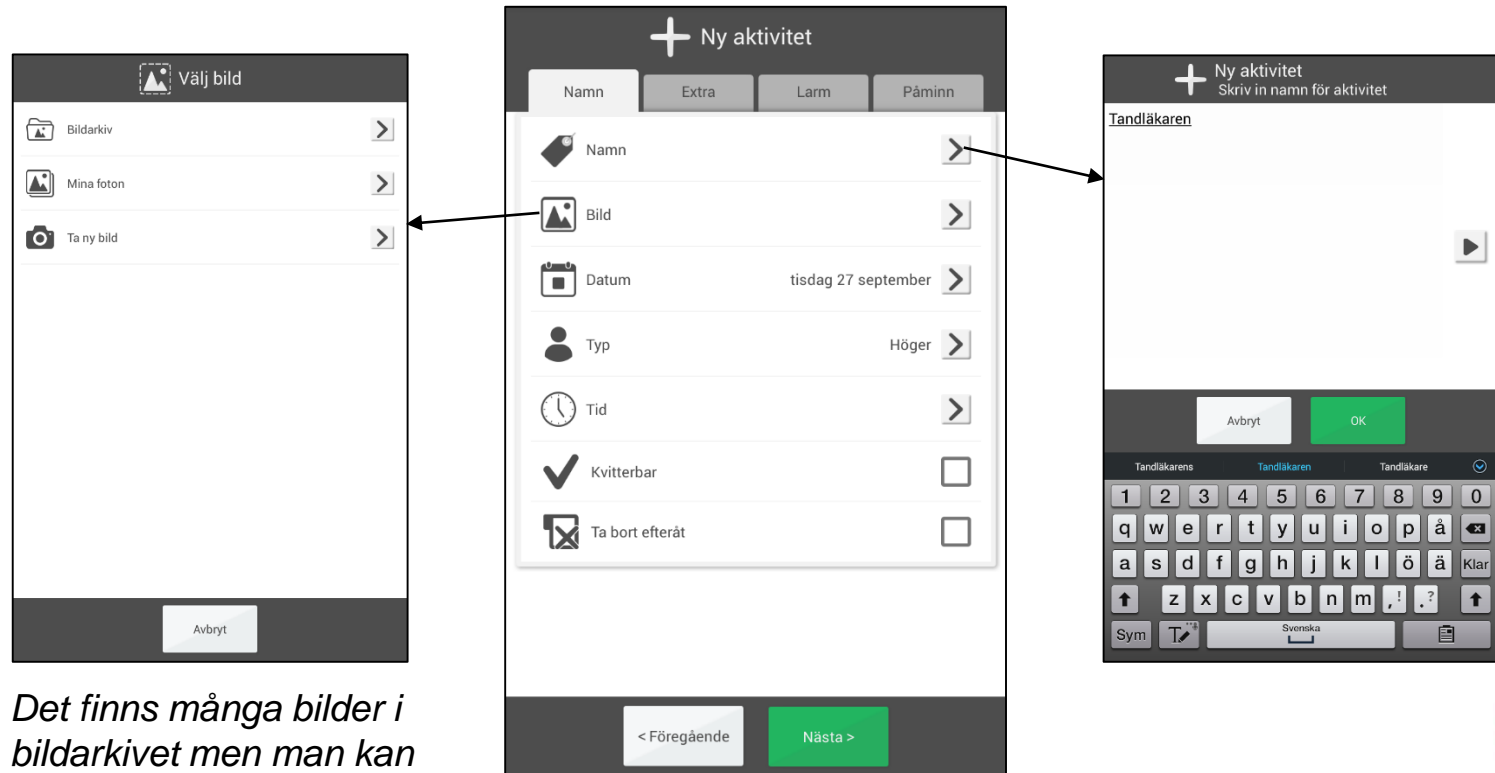 Välj bild
Bildarkiv
Mina foton
Ta ny bild
Avbryt
Det finns många bilder i
bildarkivet men man kan
Ny aktivitet
Namn Extra Larm Påminn
Namn
Bild
Datum tisdag 27 september
Typ Höger
Tid
Kvitterbar
Ta bort efteråt
< Föregående Nästa >
Ny aktivitet
Skriv in namn för aktivitet
Tandläkaren
Avbryt OK
Tandläkarens Tandläkaren Tandläkare
1 2 3 4 5 6 7 8 9 0
q w e r t y u i o p å
a s d f g h j k l ö ä Klar
z x c v b n m ,! .?
Sym T Svenska